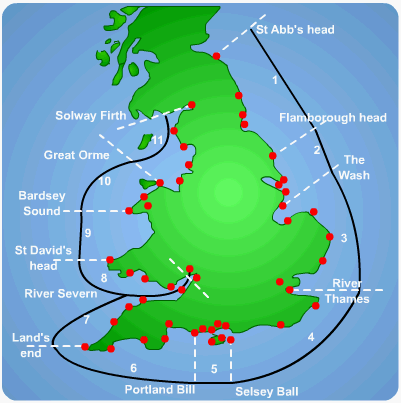 St Abb's head
1
Solway Firth
Flamborough head
11
2
Great Orme
The
Wash
10
Bardsey
Sound
9
3
St David's
head
8
River Severn
River
Thames
7
Land's
end
4
6
5
Portland Bill
Selsey Ball